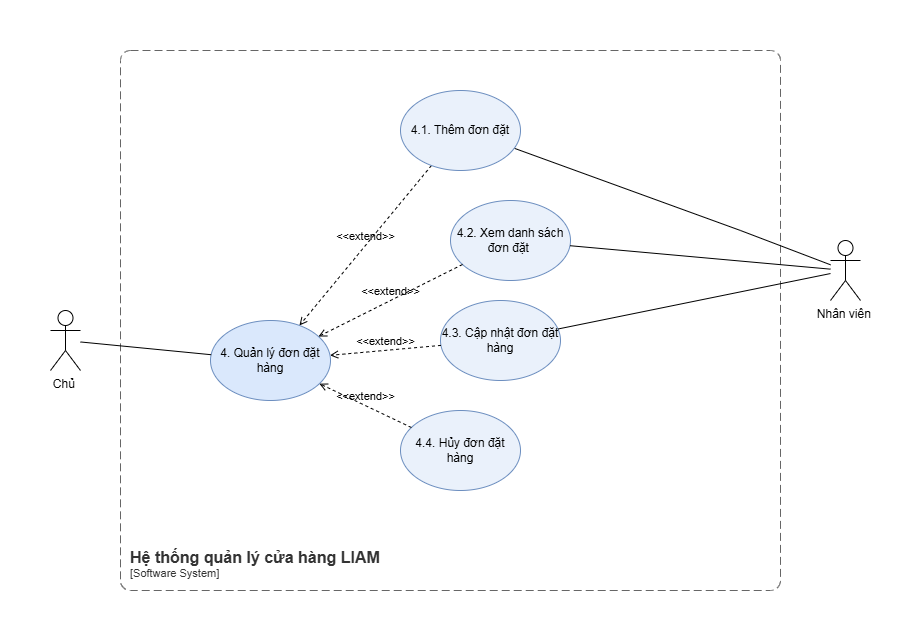 4.1. Thêm đơn đặt
<<extend>>
4.2. Xem danh sách
đơn đặt
<<extend>>
Nhân viên
4.3. Cập nhật đơn đặt
hàng
<<extend>>
4. Quản lý đơn đặt
hàng
Chủ
<<extend>>
4.4. Hủy đơn đặt
hàng
Hệ thống quản lý cửa hàng LIAM
[Software System]